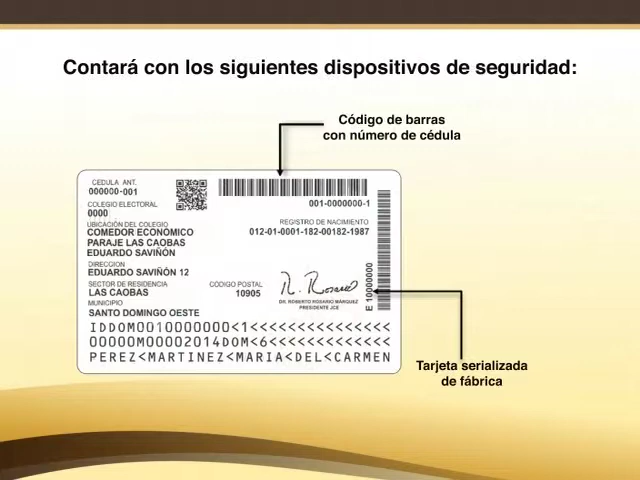 Contará con los siguientes dispositivos de seguridad:
Código de barras
con número de cédula
CEDULA ANT.
000000-001
COLEGIO ELECTORAL
0000
UBICACIÓN DEL COLEGIO
COMEDOR ECONOMICO
PARAJE LAS CAOBAS
EDUARDO SAVIÑÓN
DIRECCION
EDUARDO SAVIÑÓN 12
SECTOR DE RESIDENCIA
LAS CAOBAS
MUNICIPIO
SANTO DOMINGO OESTE
CODIGO POSTAL
10905
001-0000000-1
REGISTRO DE NACIMIENTO
012-01-0001-182-00182-1987
R. Rosario
DR. ROBERTO ROSARIO MÁRQUEZ
PRESIDENTE JCE
E 10000000
IDDOM0010000000<1<<<<<<<<<<<<<<<
00000M00002014DOM<6<<<<<<<<<<<<<
PEREZ<MARTINEZ<MARIA<DEL<CARMEN
Tarjeta serializada
de fábrica